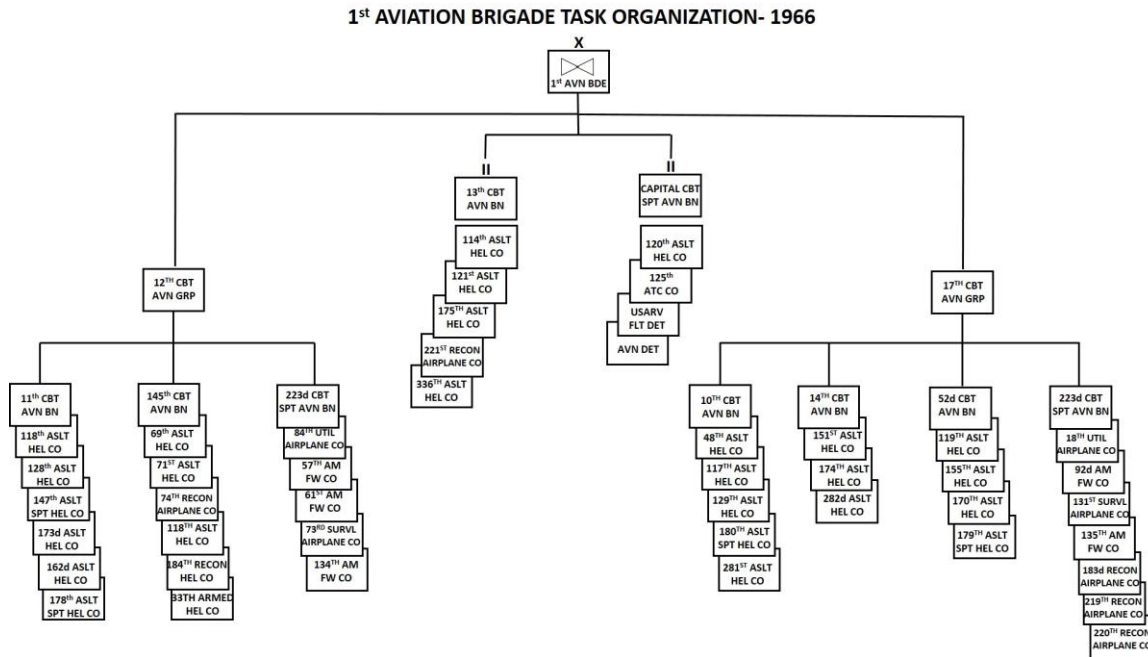 1st AVIATION BRIGADE TASK ORGANIZATION- 1966
X
1st AVN BDE
II
13th CBT
AVN BN
114th ASLT
HEL CO
121st ASLT
HEL CO
175TH ASLT
HEL CO
221ST RECON
AIRPLANE CO
336TH ASLT
HEL CO
II
CAPITAL CBT
SPT AVN BN
120th ASLT
HEL CO
125th
ATC CO
USARV
FLT DET
AVN DET
12TH CBT
AVN GRP
11th CBT
AVN BN
118th ASLT
HEL CO
128th ASLT
HEL CO
147th ASLT
SPT HEL CO
173d ASLT
HEL CO
162d ASLT
HEL CO
178th ASLT
SPT HEL CO
145th CBT
AVN BN
69th ASLT
HEL CO
71ST ASLT
HEL CO
74TH RECON
AIRPLANE CO
118TH ASLT
HEL CO
184TH RECON
HEL CO
33TH ARMED
HEL CO
223d CBT
SPT AVN BN
84TH UTIL
AIRPLANE CO
57TH AM
FW CO
61ST AM
FW CO
73RD SURVL
AIRPLANE CO
134TH AM
FW CO
17TH CBT
AVN GRP
10TH CBT
AVN BN
48TH ASLT
HEL CO
117TH ASLT
HEL CO
129TH ASLT
HEL CO
180TH ASLT
SPT HEL CO
281ST ASLT
HEL CO
14TH CBT
AVN BN
151ST ASLT
HEL CO
174TH ASLT
HEL CO
282d ASLT
HEL CO
52d CBT
AVN BN
119TH ASLT
HEL CO
155TH ASLT
HEL CO
170TH ASLT
HEL CO
179TH ASLT
SPT HEL CO
223d CBT
SPT AVN BN
18TH UTIL
AIRPLANE CO
92d AM
FW CO
131ST SURVL
AIRPLANE CO
135TH AM
FW CO
183d RECON
AIRPLANE CO
219TH RECON
AIRPLANE CO
220TH RECON
AIRPLANE CO